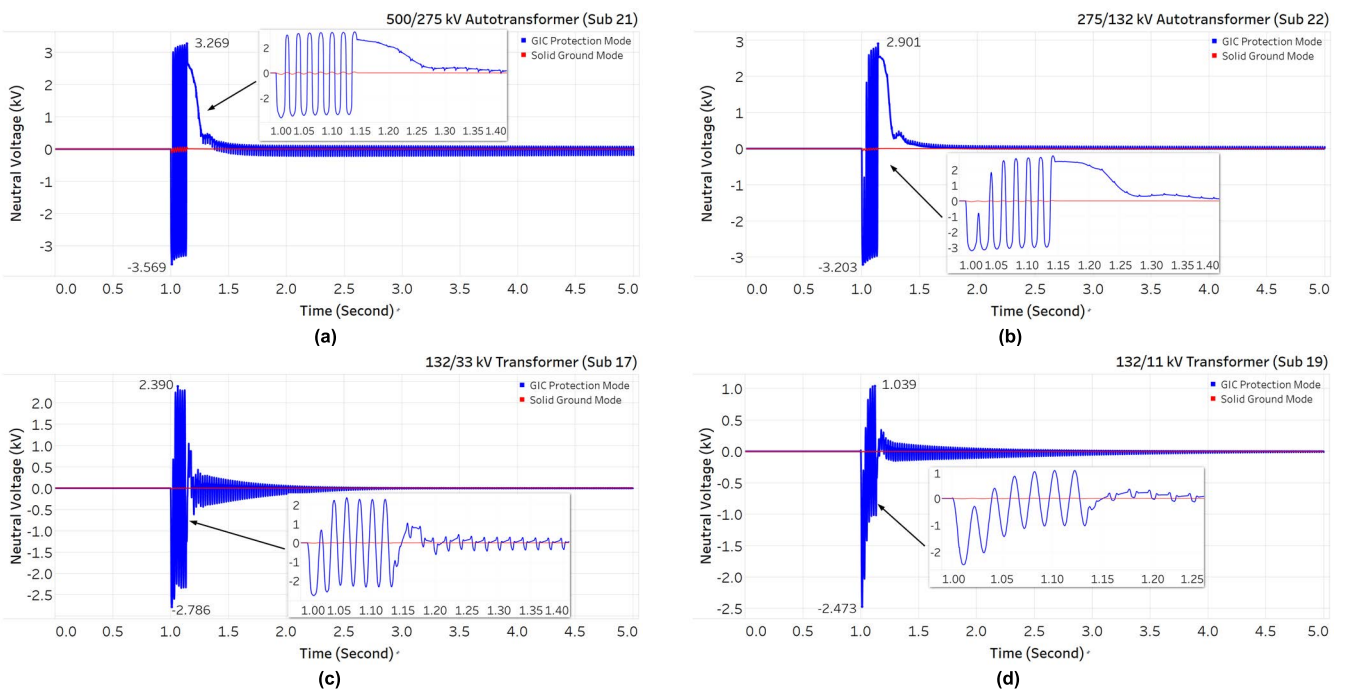 500/275 kV Autotransformer (Sub 21)
GIC Protection Mode
Solid Ground Mode
Neutral Voltage (kV)
3
2
1
0
-1
-2
-3
3.269
-3.569
2
0
-2
1.00 1.05 1.10 1.15 1.20 1.25 1.30 1.35 1.40
0.0 0.5 1.0 1.5 2.0 2.5 3.0 3.5 4.0 4.5 5.0
Time (Second)
(a)
275/132 kV Autotransformer (Sub 22)
GIC Protection Mode
Solid Ground Mode
Neutral Voltage (kV)
3
2
1
0
-1
-2
-3
2.901
-3.203
2
1
0
-1
-2
-3
1.00 1.05 1.10 1.15 1.20 1.25 1.30 1.35 1.40
0.0 0.5 1.0 1.5 2.0 2.5 3.0 3.5 4.0 4.5 5.0
Time (Second)
(b)
132/33 kV Transformer (Sub 17)
GIC Protection Mode
Solid Ground Mode
Neutral Voltage (kV)
2.0
1.5
1.0
0.5
0.0
-0.5
-1.0
-1.5
-2.0
-2.5
2.390
-2.786
2
1
0
-1
-2
1.00 1.05 1.10 1.15 1.20 1.25 1.30 1.35 1.40
0.0 0.5 1.0 1.5 2.0 2.5 3.0 3.5 4.0 4.5 5.0
Time (Second)
(c)
132/11 kV Transformer (Sub 19)
GIC Protection Mode
Solid Ground Mode
Neutral Voltage (kV)
1.0
0.5
0.0
-0.5
-1.0
-1.5
-2.0
-2.5
1.039
-2.473
1
0
-1
-2
1.00 1.05 1.10 1.15 1.20 1.25
0.0 0.5 1.0 1.5 2.0 2.5 3.0 3.5 4.0 4.5 5.0
Time (Second)
(d)